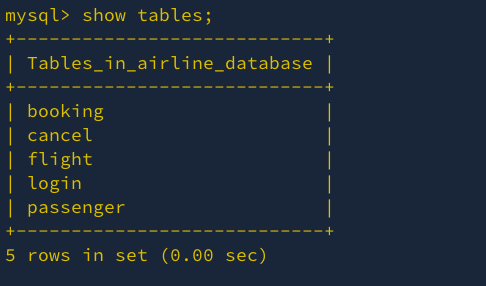 mysql> show tables;
+----------------------------+
| Tables_in_airline_database |
+----------------------------+
| booking                    |
| cancel                     |
| flight                     |
| login                      |
| passenger                  |
+----------------------------+
5 rows in set (0.00 sec)